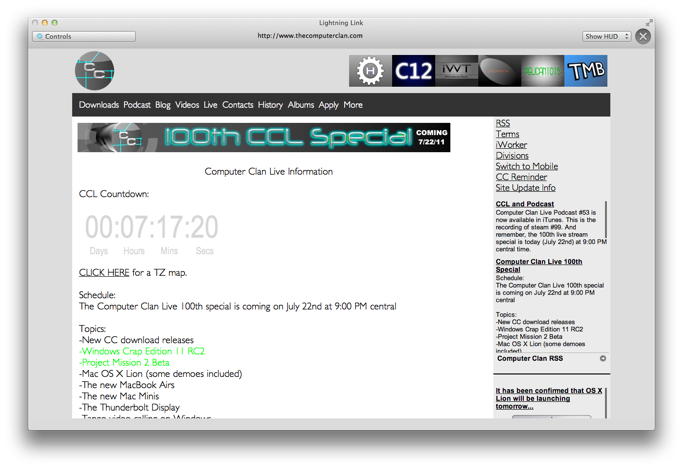 Lightning Link
Controls
http://www.thecomputerclan.com
Show HUD
CC
H
C12
iWT
TMB
Downloads Podcast Blog Videos Live Contacts History Albums Apply More
CC
100th CCL Special
COMING
7/22/11
Computer Clan Live Information
CCL Countdown:
00:07:17:20
Days Hours Mins Secs
CLICK HERE for a TZ map.
Schedule:
The Computer Clan Live 100th special is coming on July 22nd at 9:00 PM central
Topics:
-New CC download releases
-Windows Crap Edition 11 RC2
-Project Mission 2 Beta
-Mac OS X Lion (some demoes included)
-The new MacBook Airs
-The new Mac Minis
-The Thunderbolt Display
-Tango video calling on Windows
RSS
Terms
iWorker
Divisions
Switch to Mobile
CC Reminder
Site Update Info
CCL and Podcast
Computer Clan Live Podcast #53 is
now available in iTunes. This is the
recording of steam #99. And
remember, the 100th live stream
special is today (July 22nd) at 9:00 PM
central time.
Computer Clan Live 100th
Special
Schedule:
The Computer Clan Live 100th special
is coming on July 22nd at 9:00 PM
central
Topics:
-New CC download releases
-Windows Crap Edition 11 RC2
-Project Mission 2 Beta
-Mac OS X Lion (some demoes
included)
Computer Clan RSS
It has been confirmed that OS X
Lion will be launching
tomorrow...